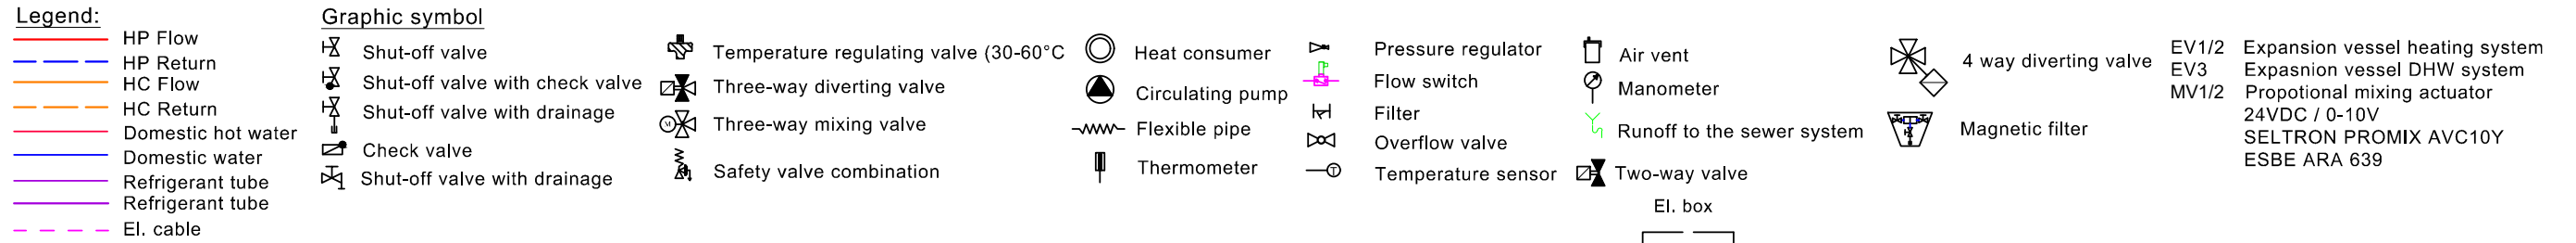 Legend:
HP Flow
HP Return
HC Flow
HC Return
Domestic hot water
Domestic water
Refrigerant tube
Refrigerant tube
El. cable
Graphic symbol
Shut-off valve
Shut-off valve with check valve
Shut-off valve with drainage
Check valve
Shut-off valve with drainage
Temperature regulating valve (30-60°C
Three-way diverting valve
M
Three-way mixing valve
Safety valve combination
Heat consumer
Circulating pump
Flexible pipe
Thermometer
Pressure regulator
Flow switch
Filter
Overflow valve
T
Temperature sensor
Air vent
Manometer
Runoff to the sewer system
Two-way valve
El. box
4 way diverting valve
Magnetic filter
EV1/2 Expansion vessel heating system
EV3 Expasnion vessel DHW system
MV1/2 Propotional mixing actuator
24VDC / 0-10V
SELTRON PROMIX AVC10Y
ESBE ARA 639